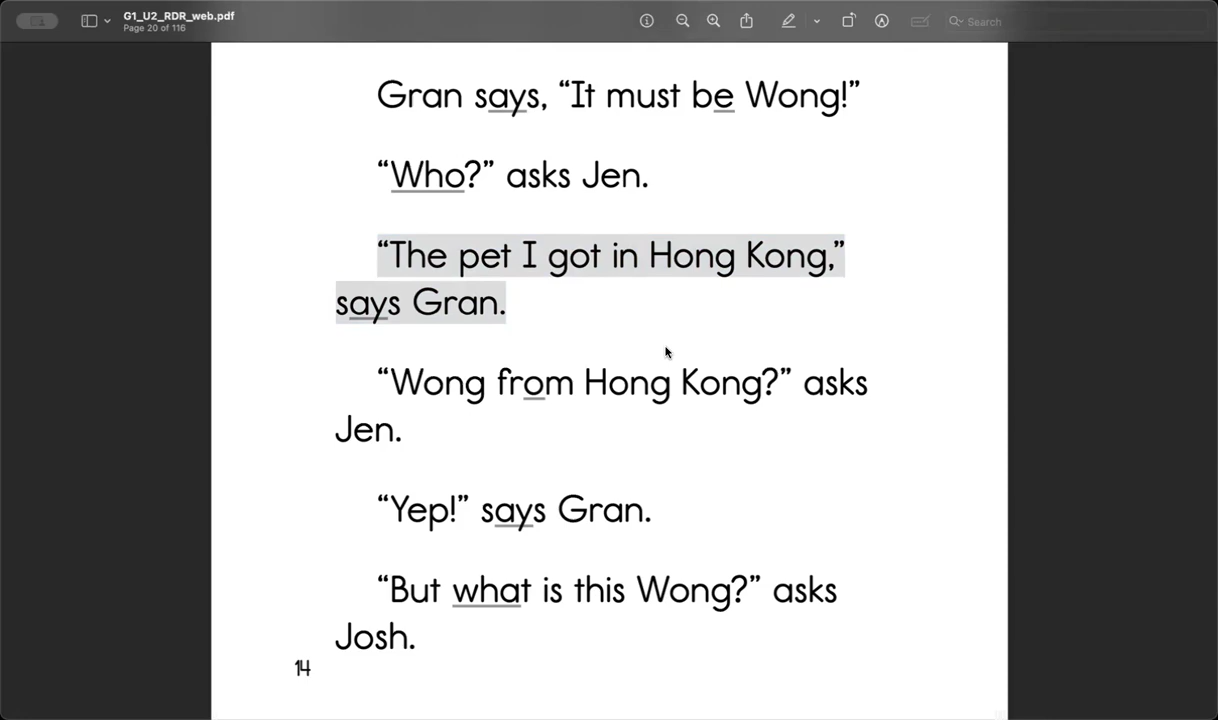 G1_U2_RDR_web.pdf
Page 20 of 116
Search
Gran says, “It must be Wong!”
“Who?” asks Jen.
“The pet I got in Hong Kong,”
says Gran.
“Wong from Hong Kong?” asks
Jen.
“Yep!” says Gran.
“But what is this Wong?” asks
Josh.
14